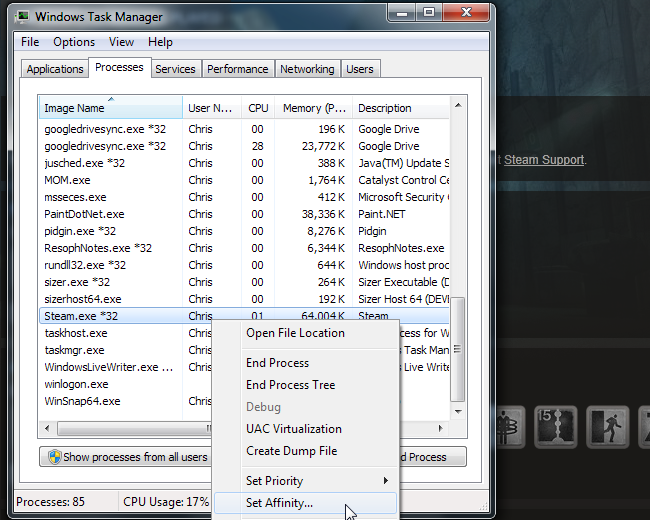 Windows Task Manager
File Options View Help
Applications Processes Services Performance Networking Users
Image Name User N... CPU Memory (P... Description
googledrivesync.exe *32 Chris 00 196 K Google Drive
googledrivesync.exe *32 Chris 28 23,772 K Google Drive
jusched.exe *32 Chris 00 388 K Java(TM) Update S
MOM.exe Chris 00 1,764 K Catalyst Control Ce
msseces.exe Chris 00 412 K Microsoft Security
PaintDotNet.exe Chris 00 38,336 K Paint.NET
pidgin.exe *32 Chris 00 8,276 K Pidgin
ResophNotes.exe *32 Chris 00 6,344 K ResophNotes.exe
rundll32.exe *32 Chris 00 644 K Windows host proc
sizer.exe *32 Chris 00 264 K Sizer Executable (D
sizerhost64.exe Chris 00 192 K Sizer Host 64 (DEV
Steam.exe *32 Chris 01 64,004 K Steam
taskhost.exe Chris cess for W
taskmgr.exe Chris s Task Man
WindowsLiveWriter.exe ... Chris s Live Writer
winlogon.exe
WinSnap64.exe Chris
Open File Location
End Process
End Process Tree
Debug
UAC Virtualization
Create Dump File
Set Priority
Set Affinity...
Show processes from all users d Process
Processes: 85 CPU Usage: 17%
t Steam Support.
15